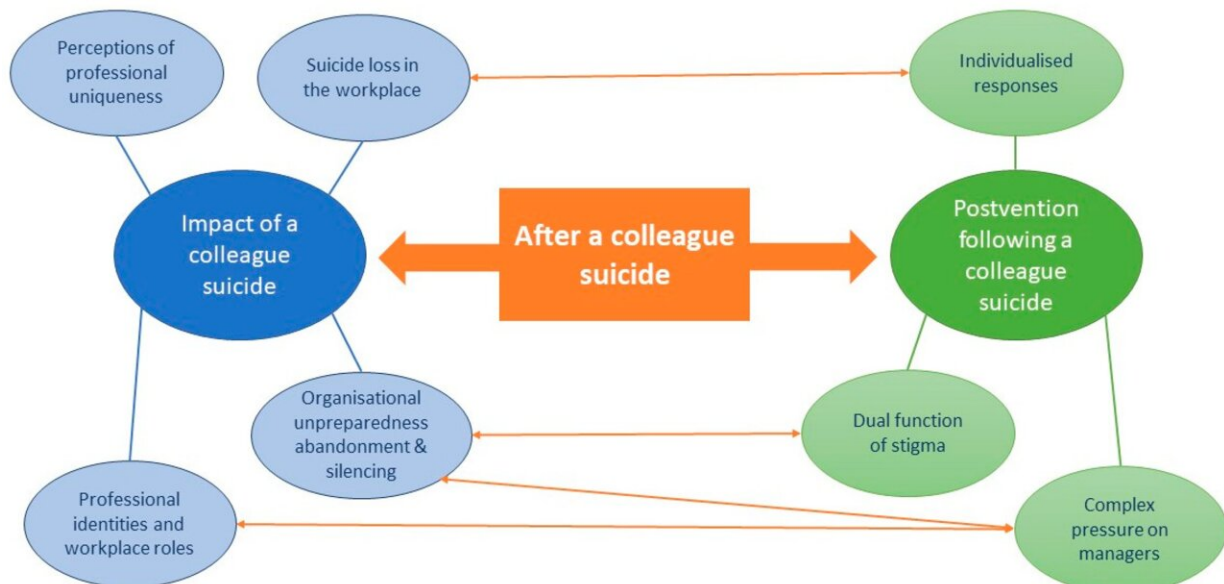 Perceptions of
professional
uniqueness
Suicide loss in
the workplace
Individualised
responses
Impact of a
colleague
suicide
After a colleague
suicide
Postvention
following a
colleague
suicide
Organisational
unpreparedness
abandonment &
silencing
Dual function
of stigma
Professional
identities and
workplace roles
Complex
pressure on
managers